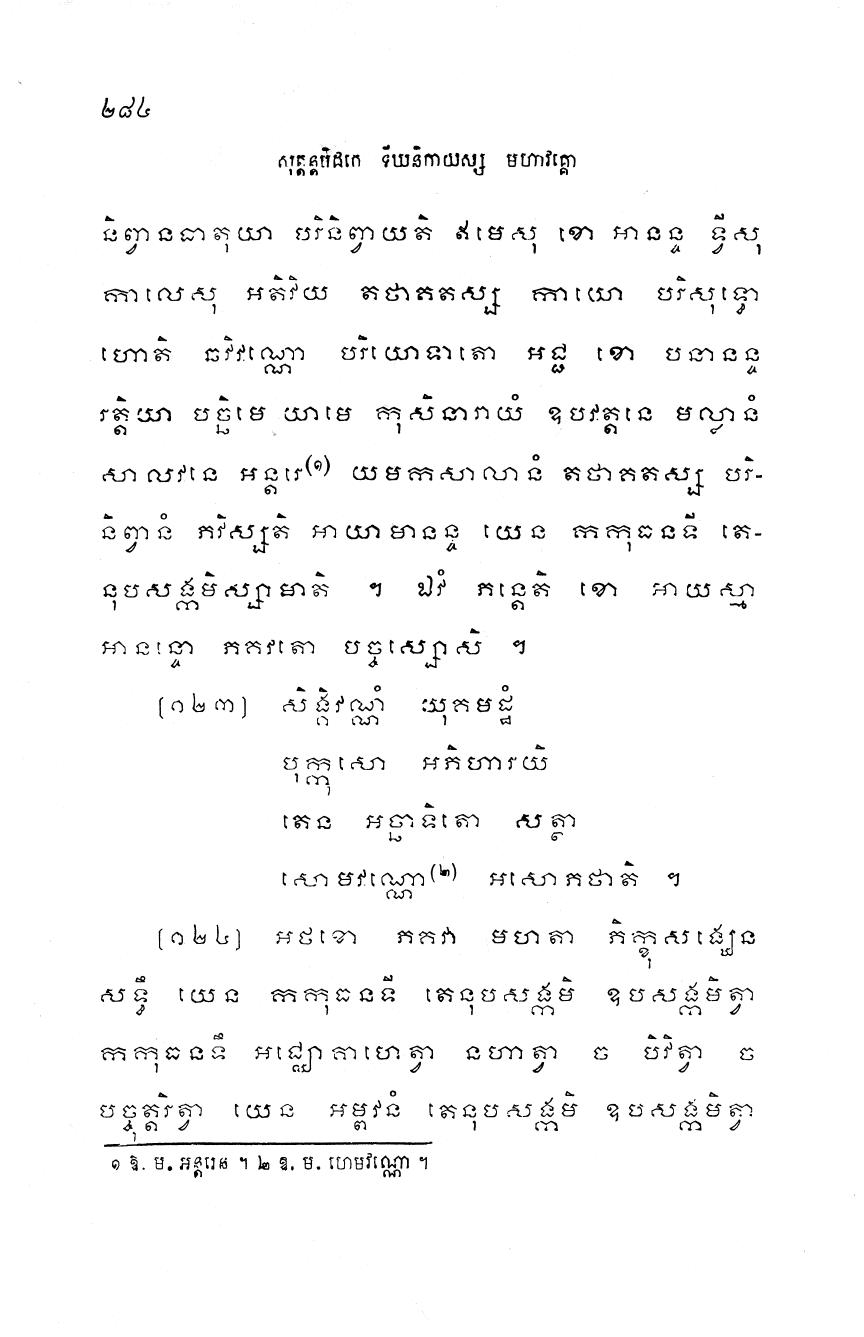 ២៨៤
សុត្តន្តបិដកេ ទីឃនិកាយស្ស មហាវគ្គោ
និព្វានធាតុយា បរិនិព្វាយតិ ឥមេសុ ខោ អានន្ទ ទ្វីសុ
កាលេសុ អតិវិយ តថាគតស្ស កាយោ បរិសុទ្ធោ
ហោតិ ឆវិវណ្ណោ បរិយោទាតោ អជ្ជ ខោ បនានន្ទ
រត្តិយា បច្ឆិមេ យាមេ កុសិនារាយំ ឧបវត្តនេ មល្លានំ
សាលវនេ អន្តរេ(១) យមកសាលានំ តថាគតស្ស បរិ-
និព្វានំ ភវិស្សតិ អាយាមានន្ទ យេន កកុធនទី តេ-
នុបសង្កមិស្សាមាតិ ។ ឯវំ ភន្តេតិ ខោ អាយស្មា
អានន្ទោ ភគវតោ បច្ចស្សោសិ ។
[១២៣] សិង្គិវណ្ណំ យុគមដ្ឋំ
បុក្កុសោ អភិហារយិ
តេន អច្ឆាទិតោ សត្ថា
សោមវណ្ណោ(២) អសោភថាតិ ។
[១២៤] អថខោ ភគវា មហតា ភិក្ខុសង្ឃេន
សទ្ធឹ យេន កកុធនទី តេនុបសង្កមិ ឧបសង្កមិត្វា
កកុធនទឹ អជ្ឈោគាហេត្វា នហាត្វា ច បិវិត្វា ច
បច្ចុត្តរិត្វា យេន អម្ពវនំ តេនុបសង្កមិ ឧបសង្កមិត្វា
១ ឱ. ម. អន្តរេន ។ ២ ឱ. ម. ហេមវណ្ណោ ។